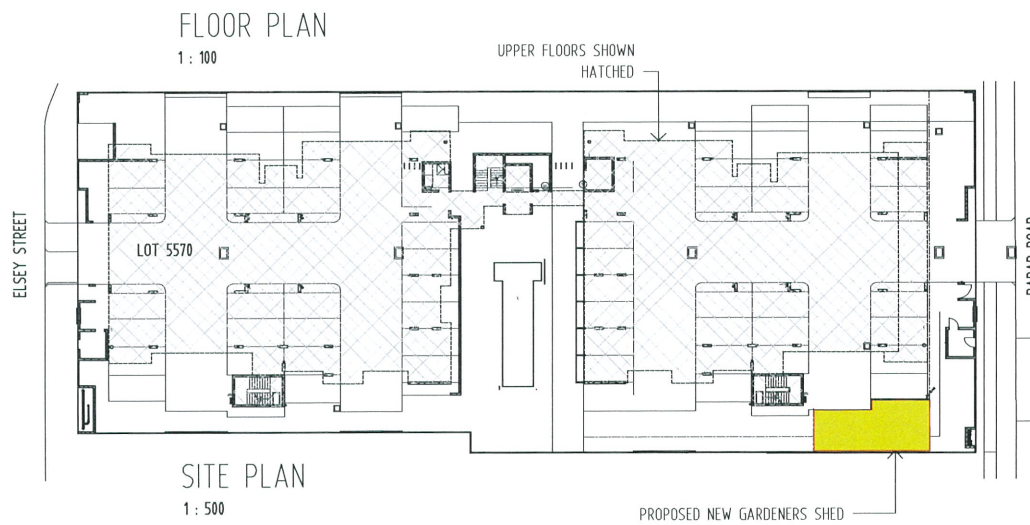 FLOOR PLAN
1 : 100
UPPER FLOORS SHOWN
HATCHED
ELSEY STREET
LOT 5570
SITE PLAN
1 : 500
PROPOSED NEW GARDENERS SHED